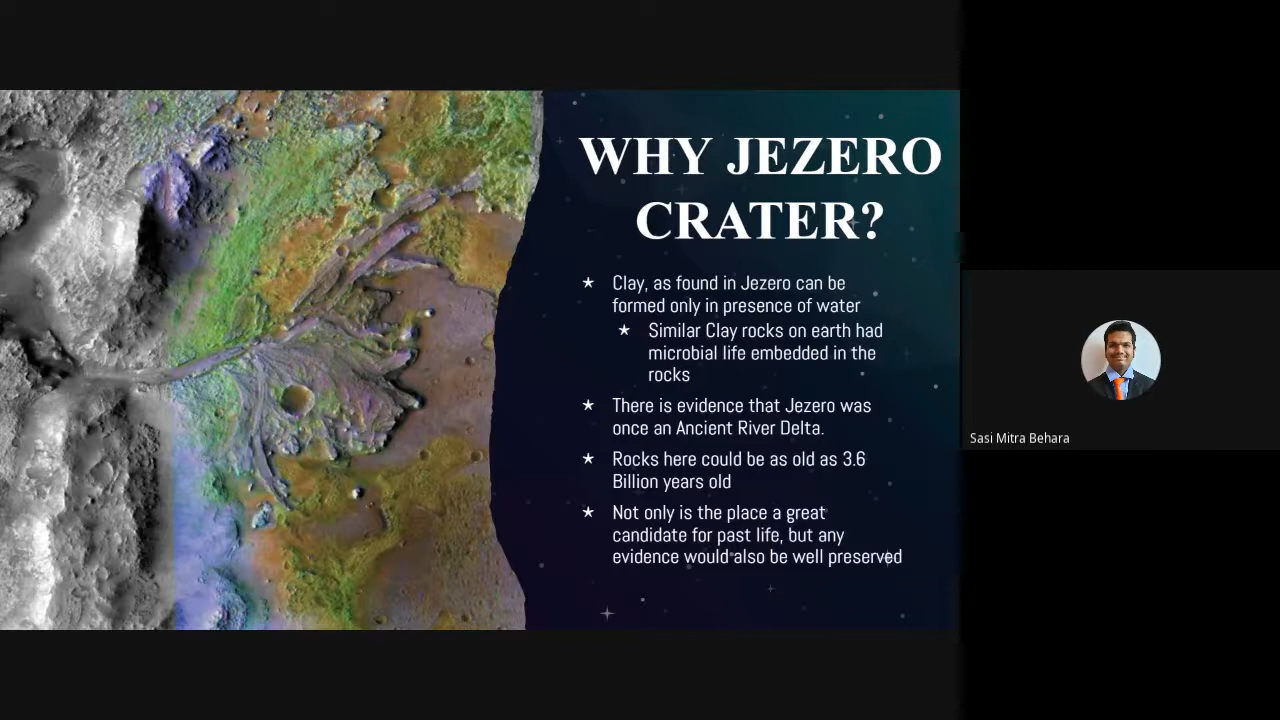 WHY JEZERO
CRATER?
★ Clay, as found in Jezero can be
formed only in presence of water
★ Similar Clay rocks on earth had
microbial life embedded in the
rocks
★ There is evidence that Jezero was
once an Ancient River Delta.
★ Rocks here could be as old as 3.6
Billion years old
★ Not only is the place a great
candidate for past life, but any
evidence would also be well preserved
Sasi Mitra Behara